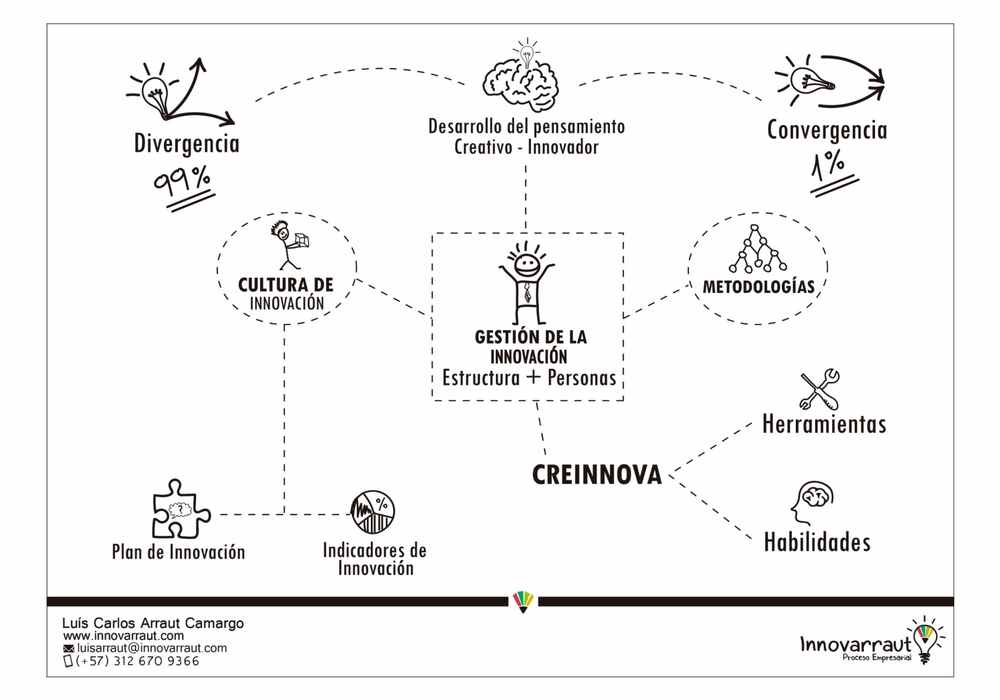 Divergencia
99%
Desarrollo del pensamiento
Creativo - Innovador
Convergencia
1%
CULTURA DE
INNOVACIÓN
GESTIÓN DE LA
INNOVACIÓN
Estructura + Personas
METODOLOGÍAS
CREINNOVA
Herramientas
Habilidades
?
Plan de Innovación
%
Indicadores de
Innovación
Luís Carlos Arraut Camargo
www.innovarraut.com
luisarraut@innovarraut.com
(+57) 312 670 9366
Innovarraut
Proceso Empresarial